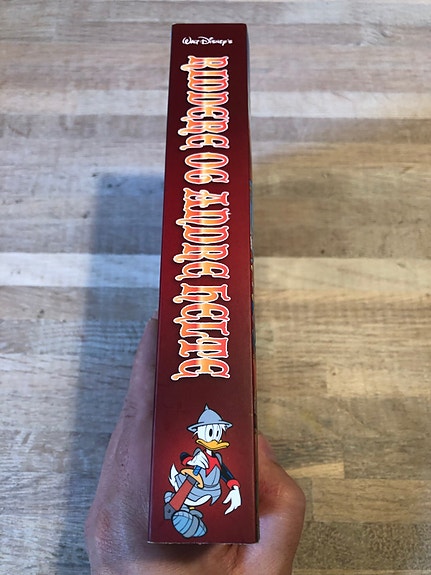 Walt Disney's
RIDDERE OG ANDRE HELTE